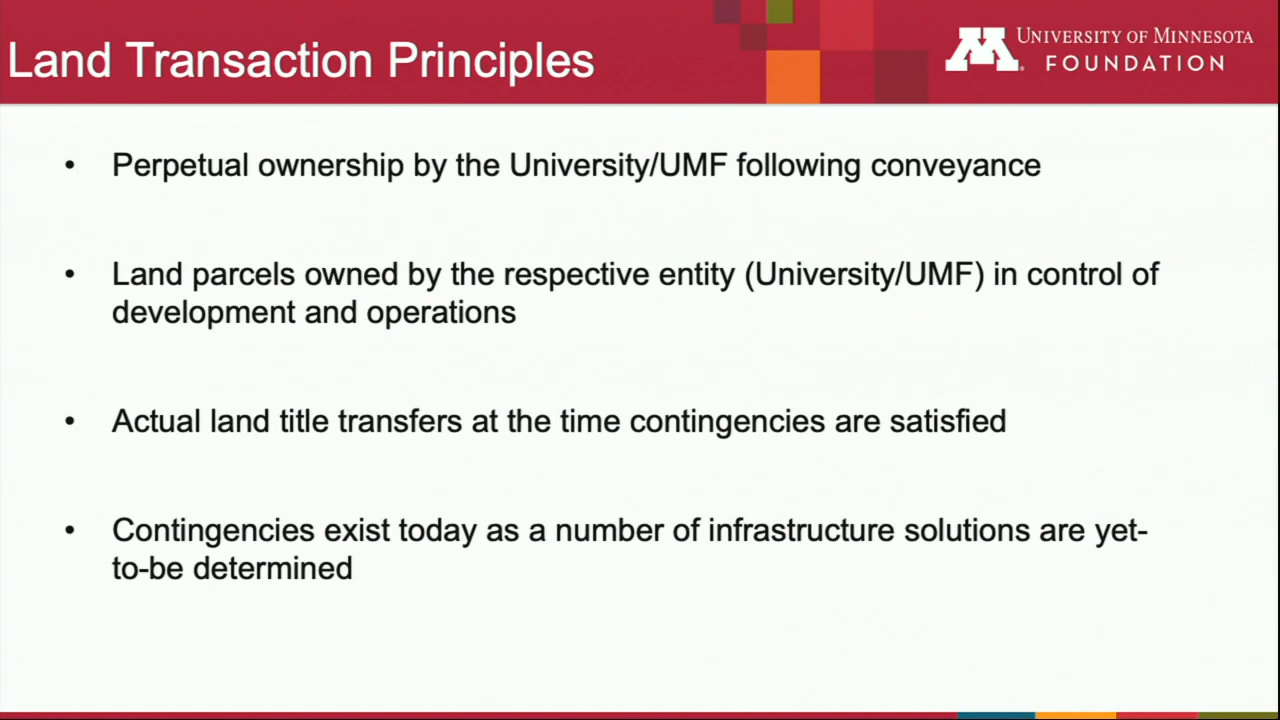 Land Transaction Principles
UNIVERSITY OF MINNESOTA
FOUNDATION
• Perpetual ownership by the University/UMF following conveyance
• Land parcels owned by the respective entity (University/UMF) in control of
development and operations
• Actual land title transfers at the time contingencies are satisfied
• Contingencies exist today as a number of infrastructure solutions are yet-
to-be determined